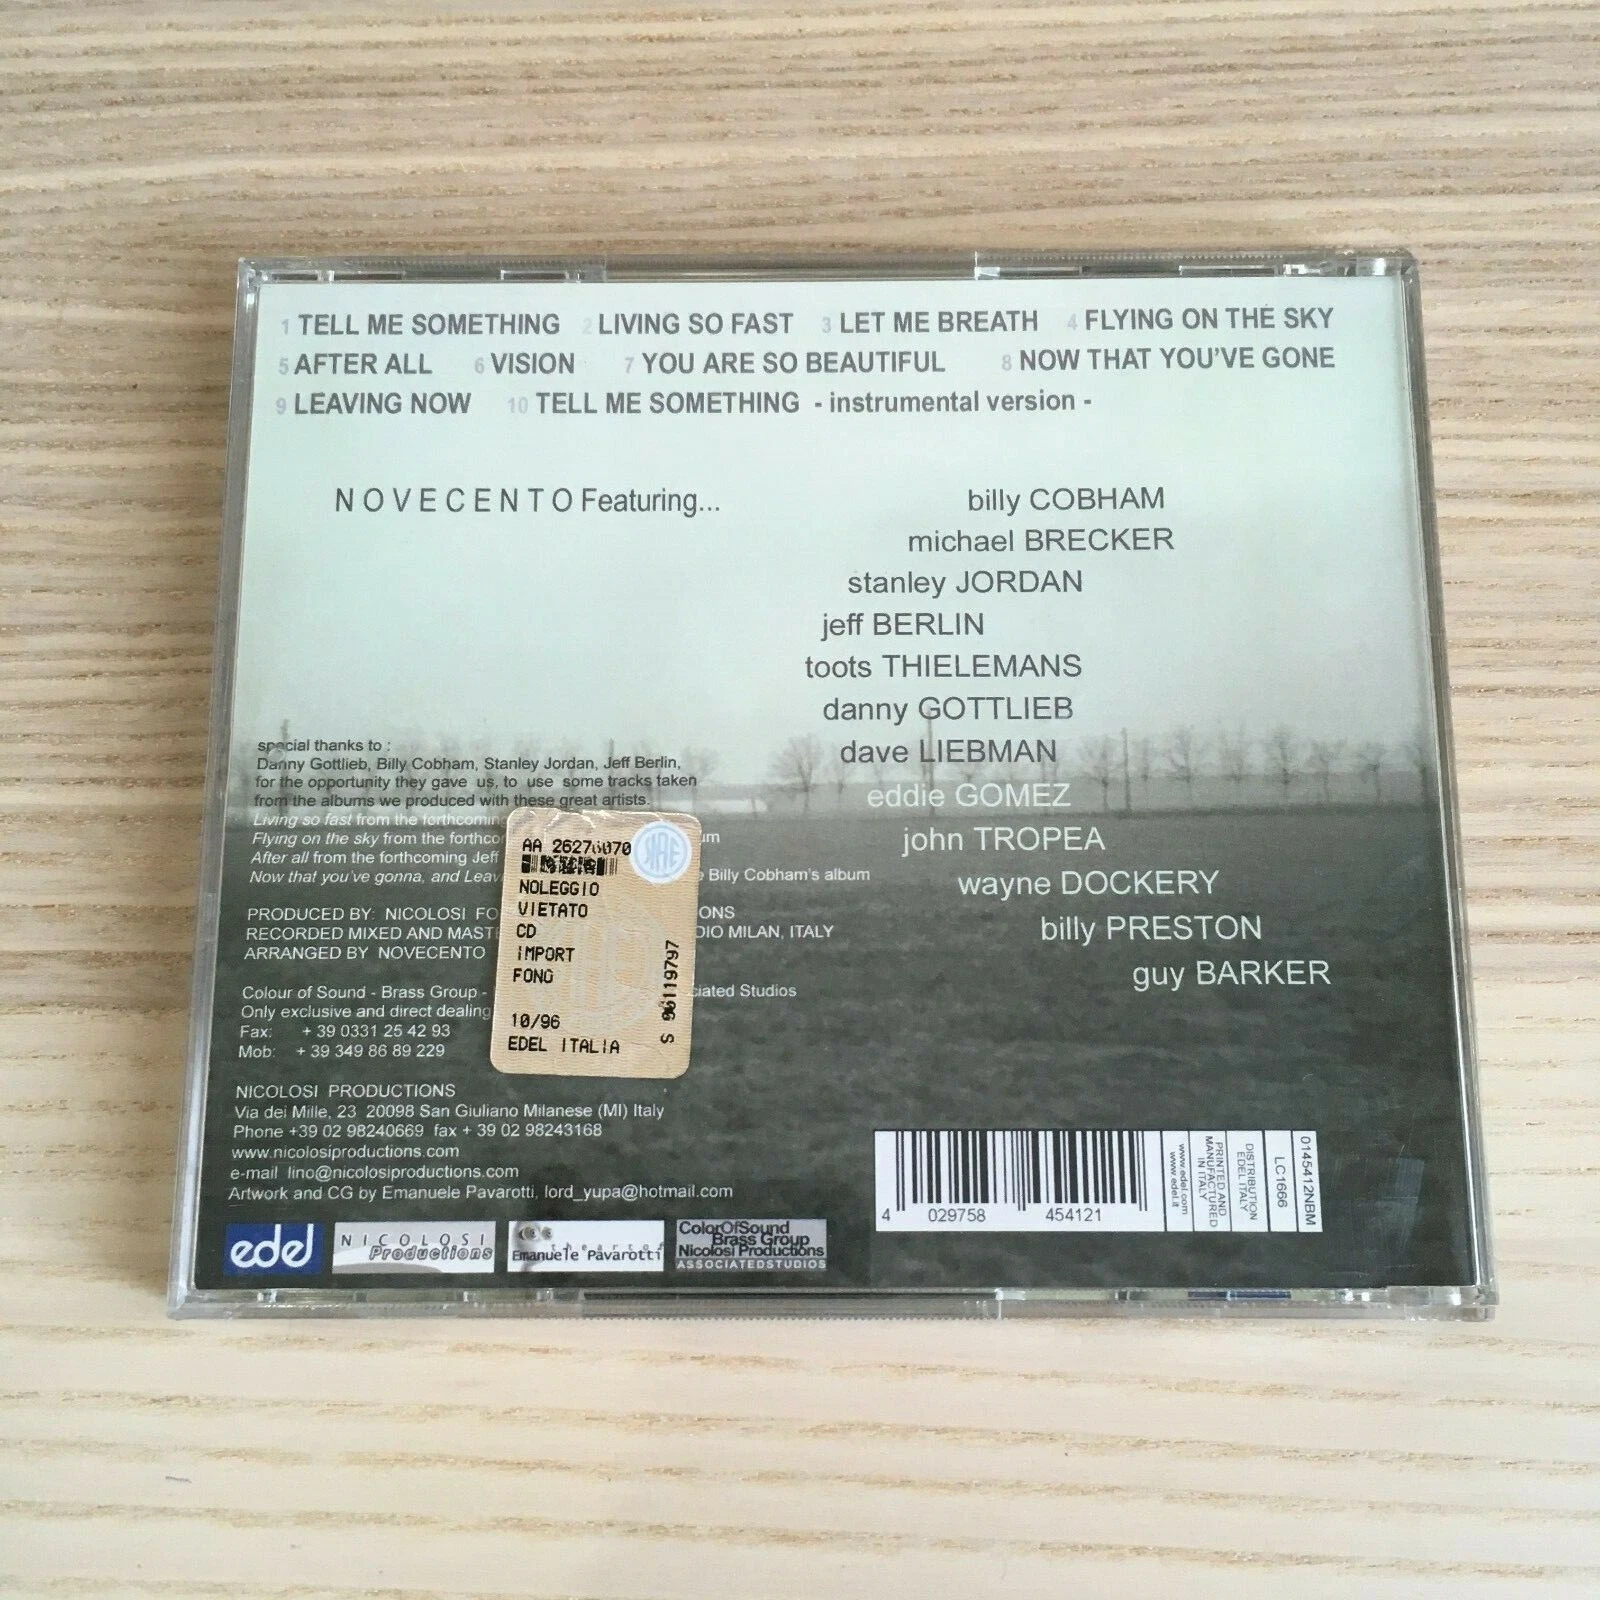 1 TELL ME SOMETHING 2 LIVING SO FAST 3 LET ME BREATH 4 FLYING ON THE SKY
5 AFTER ALL 6 VISION 7 YOU ARE SO BEAUTIFUL 8 NOW THAT YOU'VE GONE
9 LEAVING NOW 10 TELL ME SOMETHING - instrumental version -
NOVECENTO Featuring...
billy COBHAM
michael BRECKER
stanley JORDAN
jeff BERLIN
toots THIELEMANS
danny GOTTLIEB
dave LIEBMAN
eddie GOMEZ
john TROPEA
wayne DOCKERY
billy PRESTON
guy BARKER
special thanks to :
Danny Gottlieb, Billy Cobham, Stanley Jordan, Jeff Berlin,
for the opportunity they gave us, to use some tracks taken
from the albums we produced with these great artists.
Living so fast from the forthcoming
Flying on the sky from the
After all from the forthcoming Jeff
Now that you've gonna, and Billy Cobham's album
PRODUCED BY: NICOLOSI
RECORDED MIXED AND MILAN, ITALY
ARRANGED BY NOVECENTO
Colour of Sound - Brass Group - Studios
Only exclusive and direct dealing
Fax: + 39 0331 25 42 93
Mob: + 39 349 86 89 229
NICOLOSI PRODUCTIONS
Via dei Mille, 23 20098 San Giuliano Milanese (MI) Italy
Phone +39 02 98240669 fax + 39 02 98243168
www.nicolosiproductions.com
e-mail lino@nicolosiproductions.com
Artwork and CG by Emanuele Pavarotti, lord_yupa@hotmail.com
AA
SIAE
NOLEGGIO
VIETATO
CD
IMPORT
FONO
10/96
EDEL ITALIA
S 96119797
edel
NICOLOSI
Productions
the art of
Emanuele Pavarotti
ColorOfSound
Brass Group
Nicolosi Productions
ASSOCIATEDSTUDIOS
4 029758 454121
www.edel.com
www.edel.it
PRINTED AND
MANUFACTURED
IN ITALY
DISTRIBUTION
EDEL ITALY
LC1666
0145412NBM